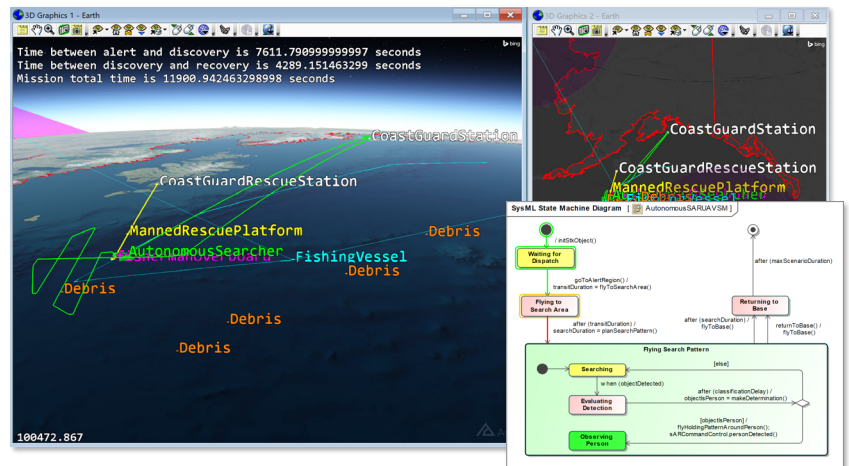 3D Graphics 1 - Earth
Time between alert and discovery is 7611.790999999997 seconds
Time between discovery and recovery is 4289.151463299 seconds
Mission total time is 11900.942463298998 seconds
bing
CoastGuardStation
CoastGuardRescueStation
MannedRescuePlatform
AutonomousSearcher
FishermanOverboard
FishingVessel
Debris
Debris
Debris
Debris
Debris
100472.867
3D Graphics 2 - Earth
bing
CoastGuardStation
CoastGuardRescueStation
MannedRescuePlatform
SysML State Machine Diagram [ AutonomousSARUAVSM ]
/ initStkObject()
Waiting for
Dispatch
goToAlertRegion() /
transitDuration = flyToSearchArea()
Flying to
Search Area
after (transitDuration) /
searchDuration = planSearchPattern()
after (maxScenarioDuration)
Returning to
Base
after (searchDuration) /
flyToBase()
returnToBase() /
flyToBase()
Flying Search Pattern
Searching
[else]
when (objectDetected)
Evaluating
Detection
after (classificationDelay) /
objectIsPerson = makeDetermination()
[objectIsPerson] /
flyHoldingPatternAroundPerson();
sARCommandControl.personDetected()
Observing
Person